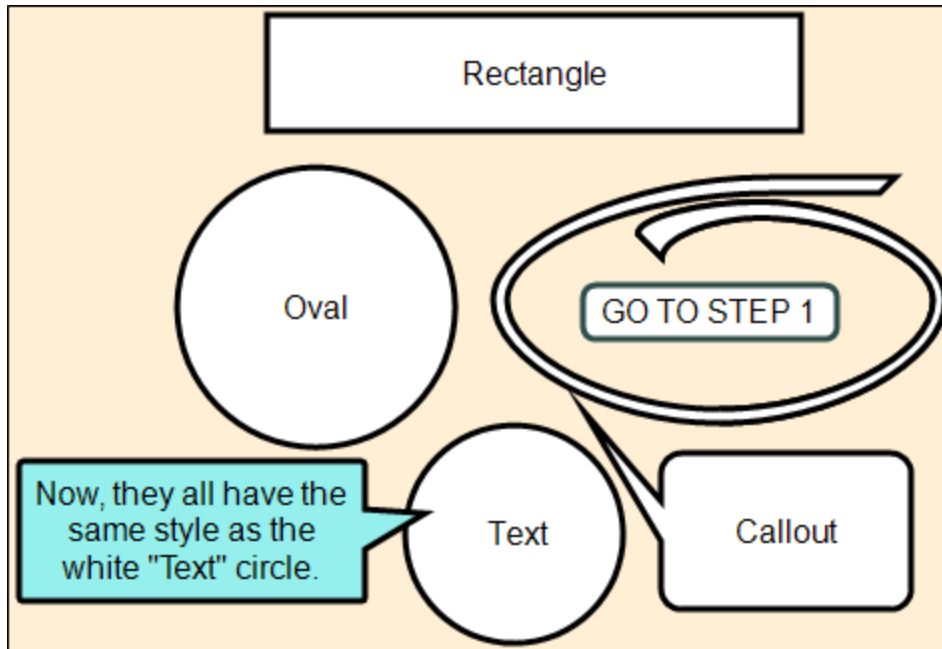 Rectangle
Oval
GO TO STEP 1
Now, they all have the
same style as the
white "Text" circle.
Text
Callout